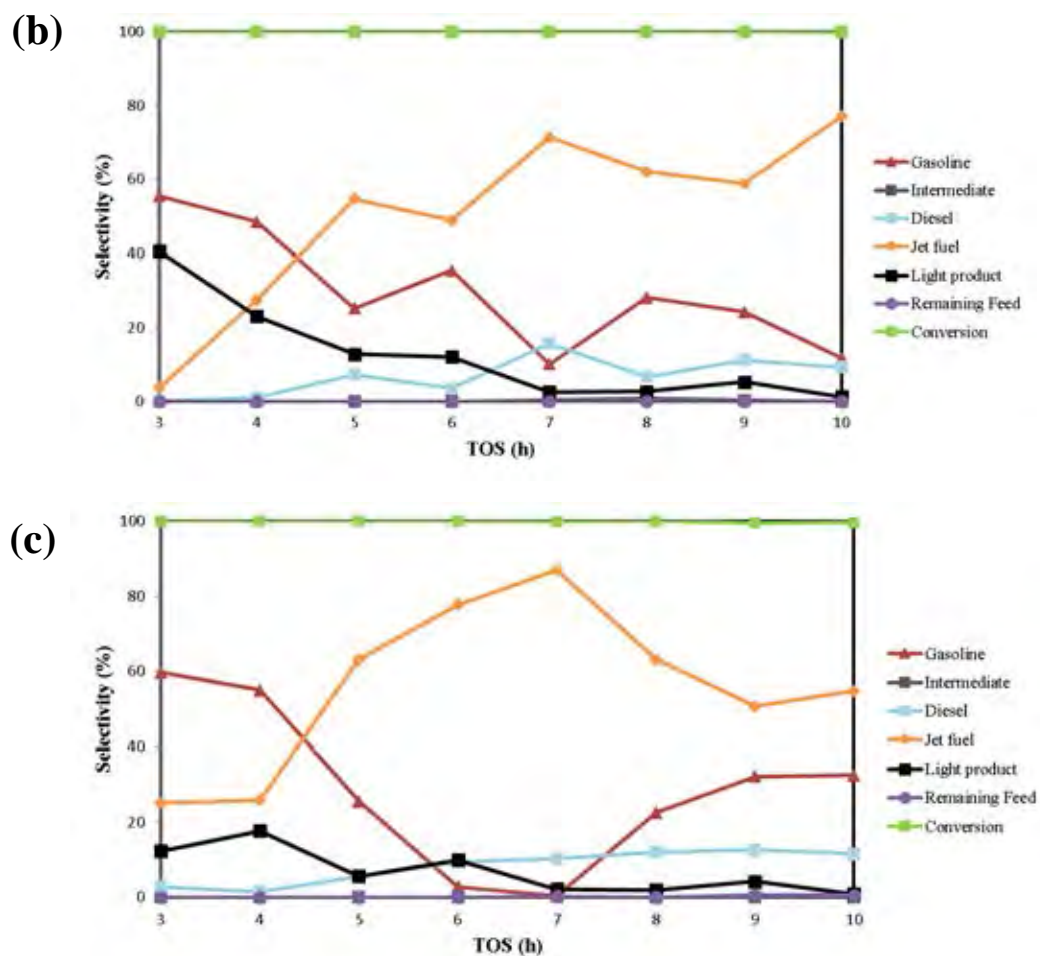 (b)
100
80
60
40
20
0
Selectivity (%)
3 4 5 6 7 8 9 10
TOS (h)
Gasoline
Intermediate
Diesel
Jet fuel
Light product
Remaining Feed
Conversion
(c)
100
80
60
40
20
0
Selectivity (%)
3 4 5 6 7 8 9 10
TOS (h)
Gasoline
Intermediate
Diesel
Jet fuel
Light product
Remaining Feed
Conversion